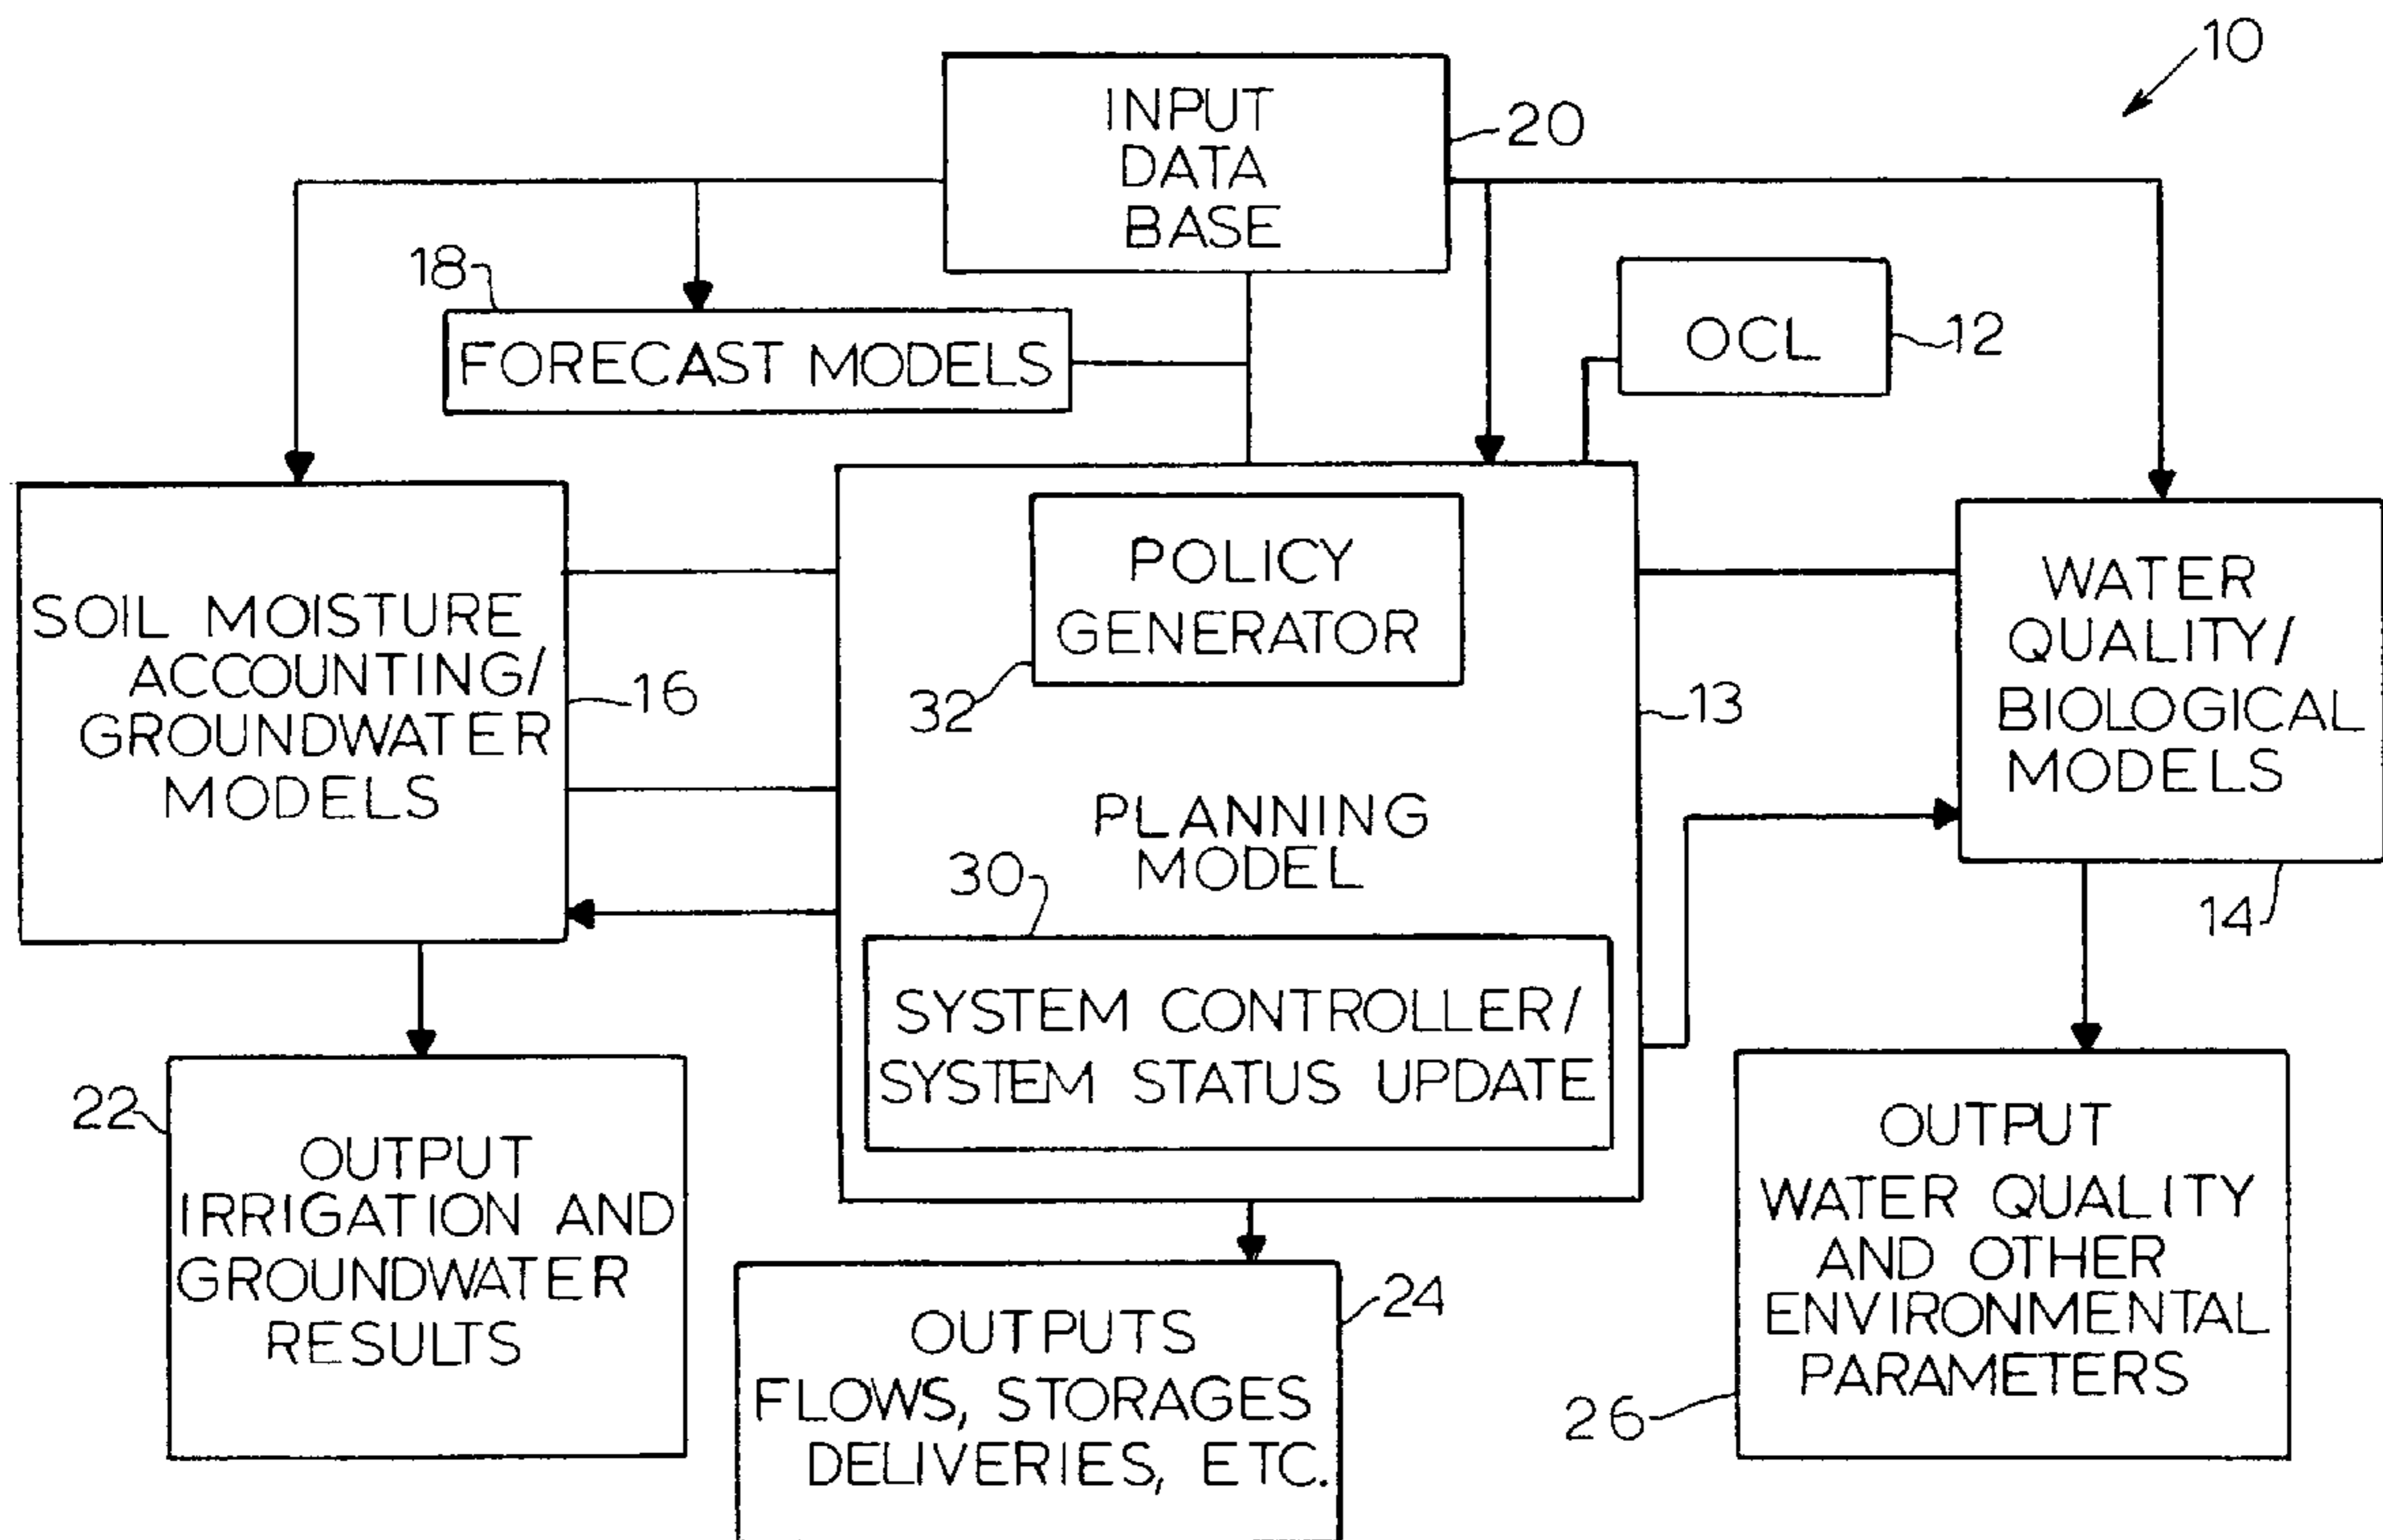 10
INPUT
DATA
BASE
20
18
FORECAST MODELS
OCL
12
SOIL MOISTURE
ACCOUNTING/
GROUNDWATER
MODELS
16
POLICY
GENERATOR
32
13
PLANNING
MODEL
30
SYSTEM CONTROLLER/
SYSTEM STATUS UPDATE
WATER
QUALITY/
BIOLOGICAL
MODELS
14
22
OUTPUT
IRRIGATION AND
GROUNDWATER
RESULTS
OUTPUTS
FLOWS, STORAGES
DELIVERIES, ETC.
24
OUTPUT
WATER QUALITY
AND OTHER
ENVIRONMENTAL
PARAMETERS
26